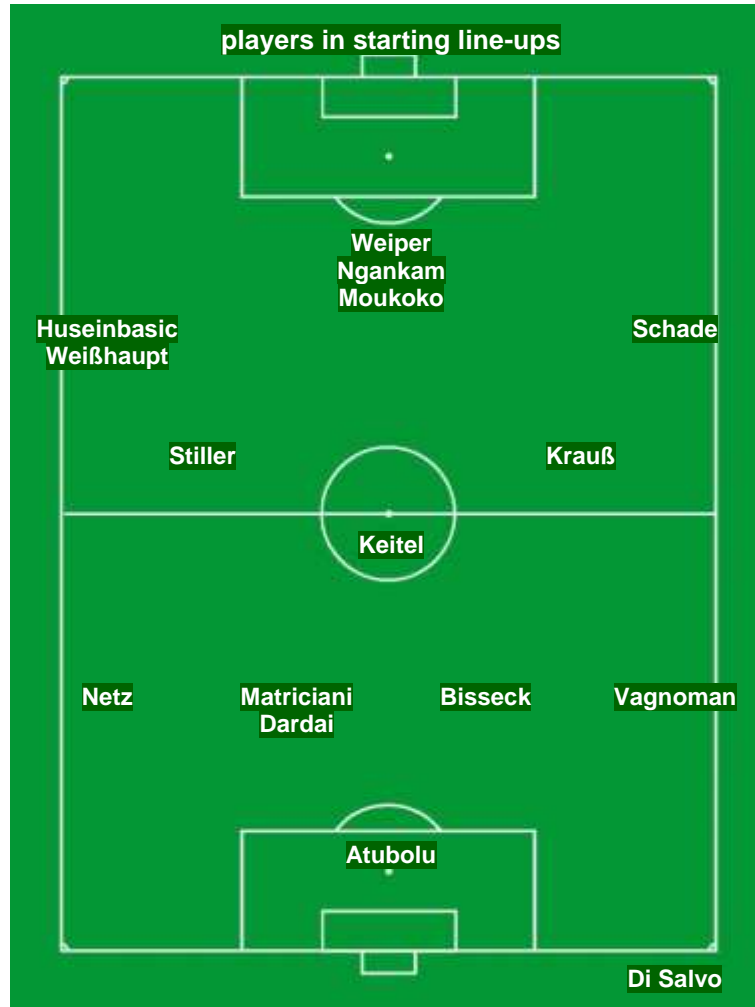 players in starting line-ups
Weiper
Ngankam
Moukoko
Huseinbasic
Weißhaupt
Schade
Stiller
Krauß
Keitel
Netz
Matriciani
Dardai
Bisseck
Vagnoman
Atubolu
Di Salvo